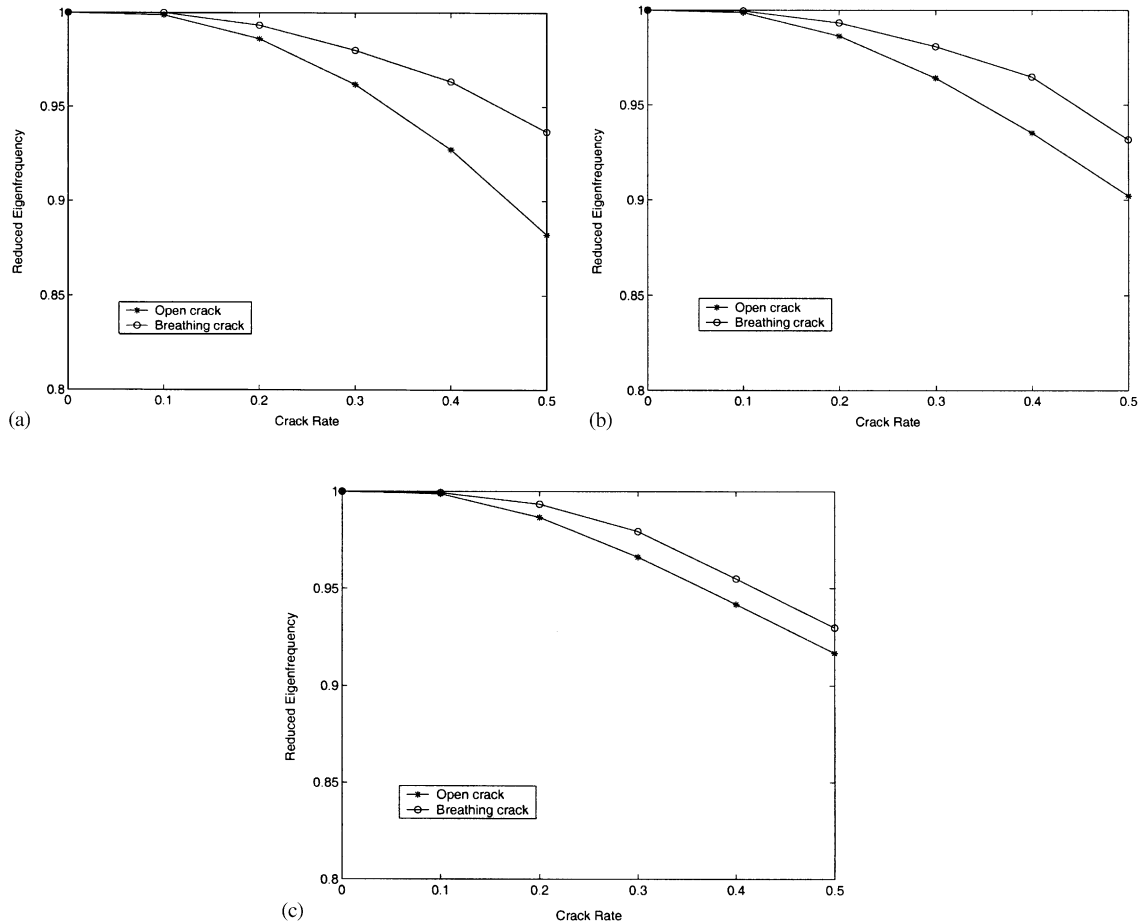 1
0.95
0.9
0.85
0.8
Reduced Eigenfrequency
Open crack
Breathing crack
0 0.1 0.2 0.3 0.4 0.5
Crack Rate
(a)
1
0.95
0.9
0.85
0.8
Reduced Eigenfrequency
Open crack
Breathing crack
0 0.1 0.2 0.3 0.4 0.5
Crack Rate
(b)
1
0.95
0.9
0.85
0.8
Reduced Eigenfrequency
Open crack
Breathing crack
0 0.1 0.2 0.3 0.4 0.5
Crack Rate
(c)